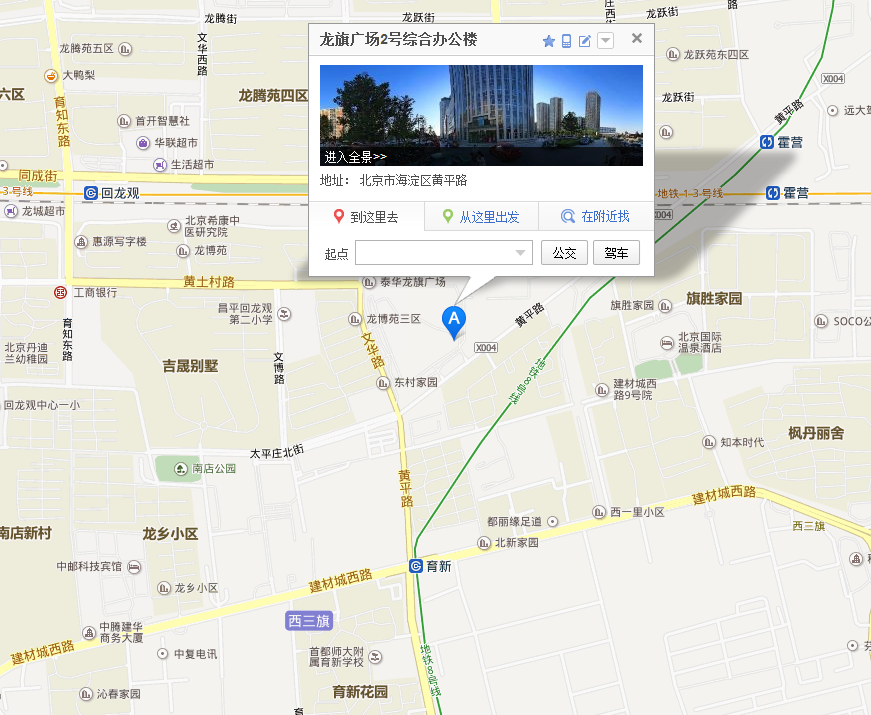 龙腾街
龙跃街
龙跃街
文华西路
龙腾苑五区
大鸭梨
六区
育知东路
龙腾苑四区
首开智慧社
华联超市
生活超市
同成街
3号线
回龙观
龙城超市
北京希康中
医研究院
惠源写字楼
龙博苑
龙旗广场2号综合办公楼
进入全景>>
地址: 北京市海淀区黄平路
到这里去
从这里出发
在附近找
起点
公交
驾车
龙跃苑东四区
X004
龙跃街
黄平路
远大
霍营
地铁13号线
霍营
X004
黄土村路
泰华龙旗广场
工商银行
昌平回龙观
第二小学
龙博苑三区
A
黄平路
旗胜家园
旗胜家园
X004
北京国际
温泉酒店
SOCO公
育知东路
北京丹迪
兰幼稚园
吉晟别墅
文博路
文华路
东村家园
地铁8号线
建材城西
路9号院
回龙观中心一小
太平庄北街
南店公园
知本时代
枫丹丽舍
黄平路
建材城西路
南店新村
龙乡小区
都丽缘足道
西一里小区
北新家园
西三旗
中邮科技宾馆
育新
龙乡小区
建材城西路
西三旗
中腾建华
商务大厦
建材城西路
中复电讯
首都师大附
属育新学校
地铁8号线
沁春家园
育新花园